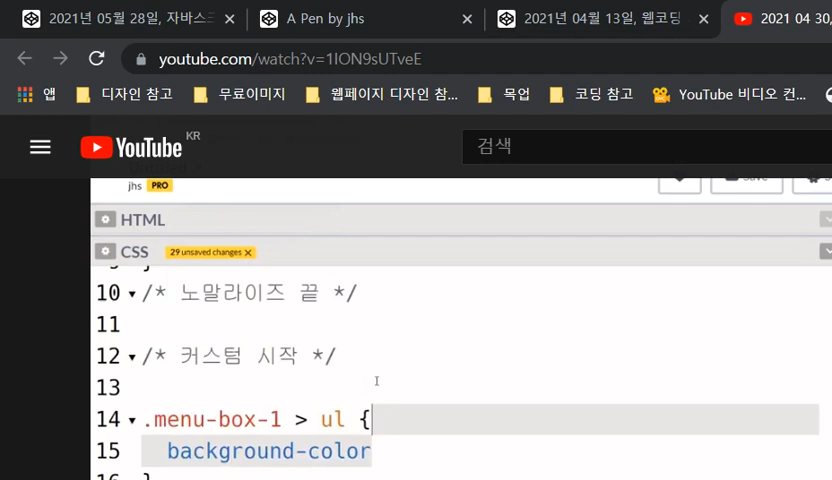 2021년 05월 28일, 자바스크
A Pen by jhs
2021년 04월 13일, 웹코딩
2021 04 30,
youtube.com/watch?v=1ION9sUTveE
앱 디자인 참고 무료이미지 웹페이지 디자인 참... 목업 코딩 참고 YouTube 비디오 컨...
YouTube KR 검색
jhs PRO
HTML
CSS 29 unsaved changes ×
10 /* 노말라이즈 끝 */
11
12 /* 커스텀 시작 */
13
14 .menu-box-1 > ul {
15 background-color
}